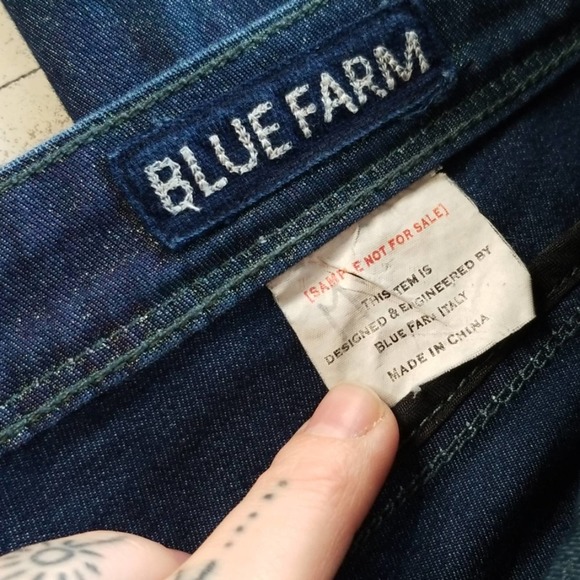 BLUE FARM
[SAMPLE NOT FOR SALE]
THIS ITEM IS
DESIGNED & ENGINEERED BY
BLUE FARM ITALY
MADE IN CHINA